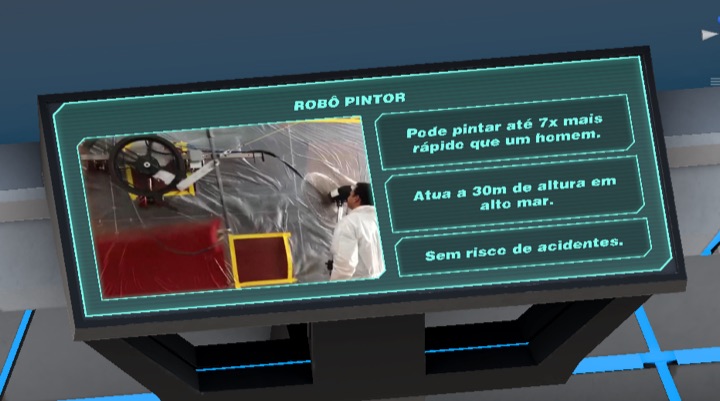 ROBÔ PINTOR
Pode pintar até 7x mais
rápido que um homem.
Atua a 30m de altura em
alto mar.
Sem risco de acidentes.